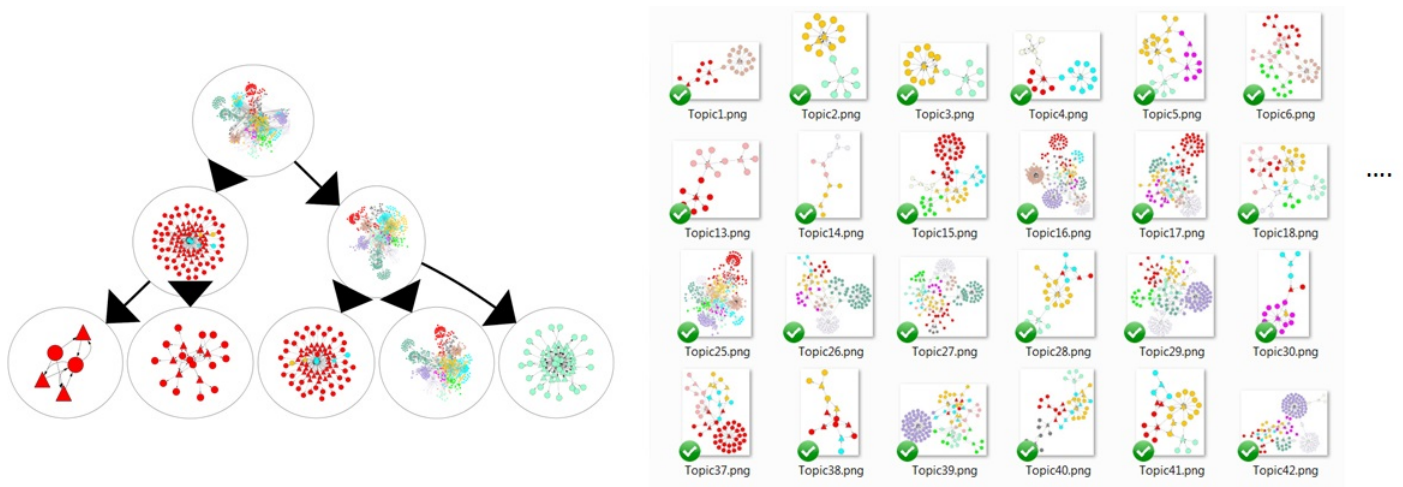 Topic1.png Topic2.png Topic3.png Topic4.png Topic5.png Topic6.png
Topic13.png Topic14.png Topic15.png Topic16.png Topic17.png Topic18.png
....
Topic25.png Topic26.png Topic27.png Topic28.png Topic29.png Topic30.png
Topic37.png Topic38.png Topic39.png Topic40.png Topic41.png Topic42.png